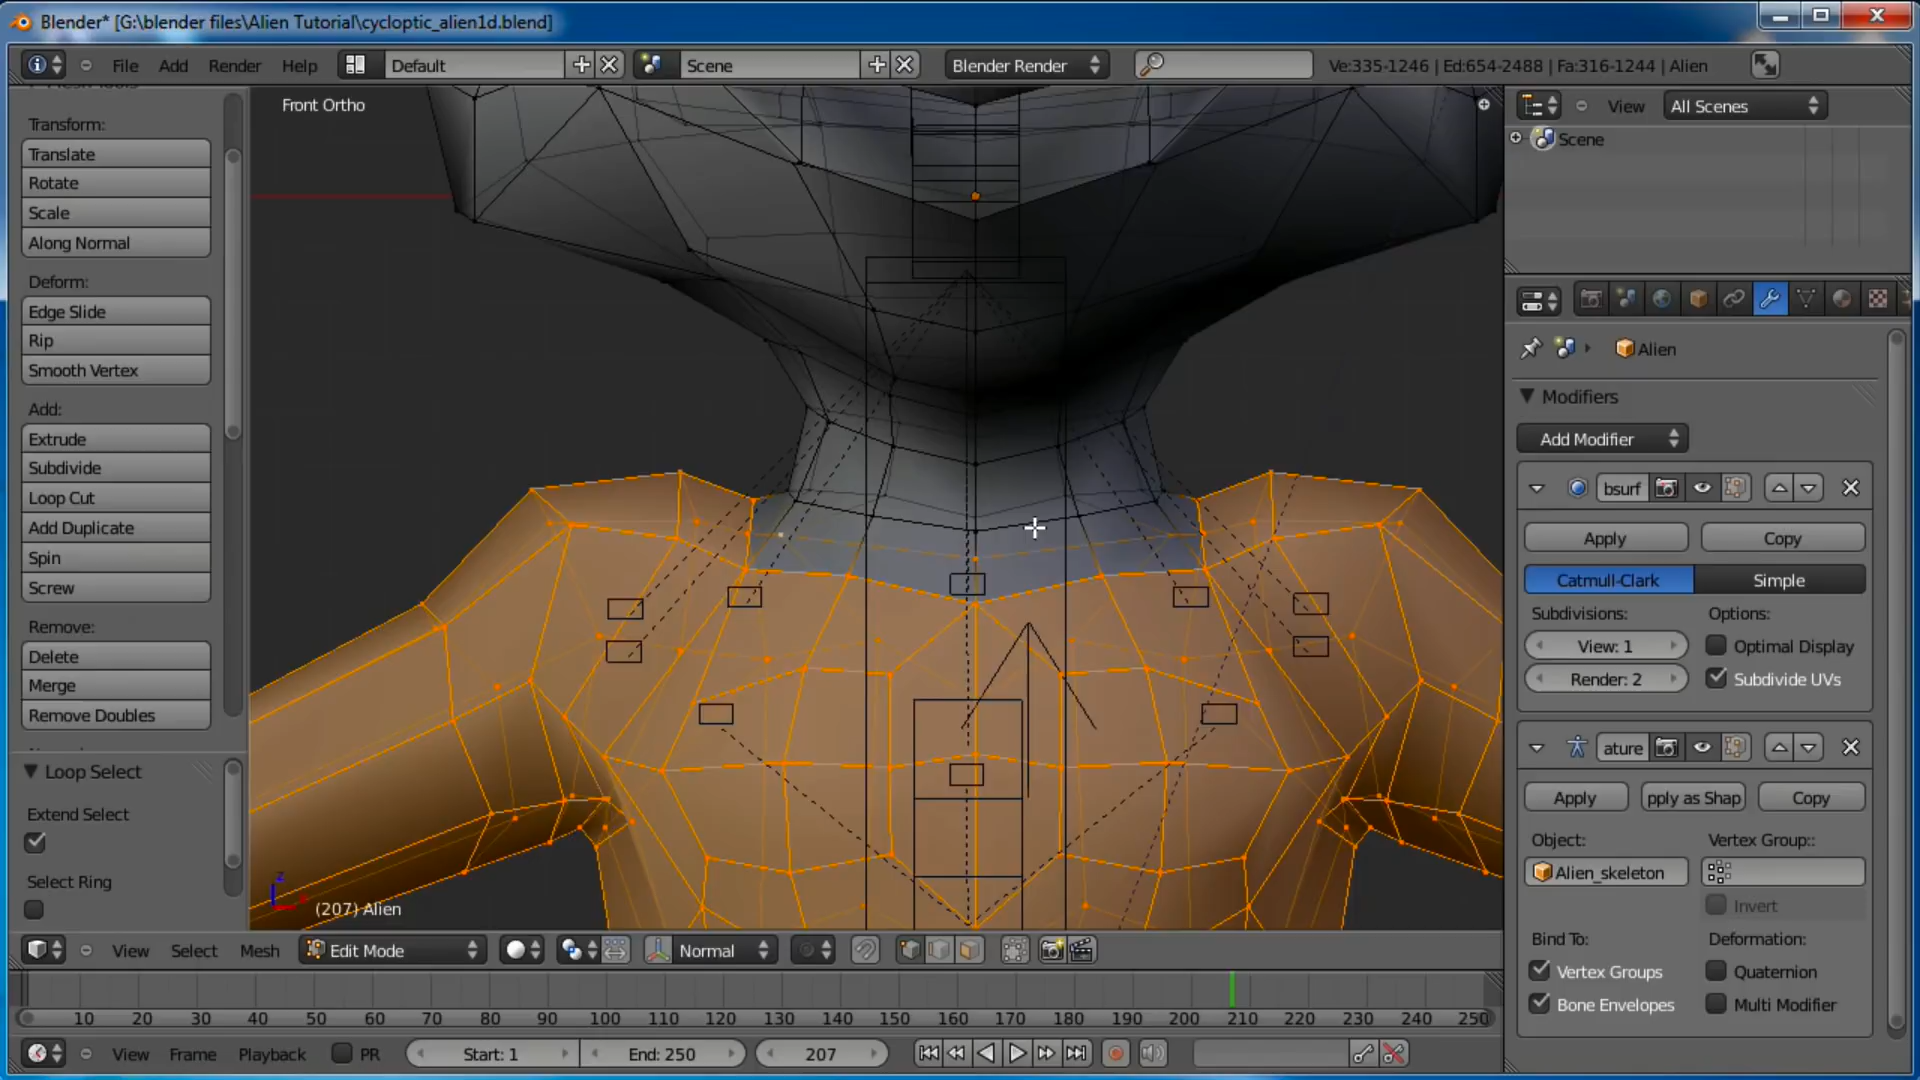 Blender* [G:\blender files\Alien Tutorial\cycloptic_alien1d.blend]
File Add Render Help Default Scene Blender Render Ve:335-1246 | Ed:654-2488 | Fa:316-1244 | Alien
Transform:
Translate
Rotate
Scale
Along Normal
Deform:
Edge Slide
Rip
Smooth Vertex
Add:
Extrude
Subdivide
Loop Cut
Add Duplicate
Spin
Screw
Remove:
Delete
Merge
Remove Doubles
Loop Select
Extend Select
Select Ring
Front Ortho
z
(207) Alien
View All Scenes
Scene
Alien
Modifiers
Add Modifier
bsurf
Apply Copy
Catmull-Clark Simple
Subdivisions: Options:
View: 1 Optimal Display
Render: 2 Subdivide UVs
ature
Apply pply as Shap Copy
Object: Vertex Group::
Alien_skeleton
Invert
Bind To: Deformation:
Vertex Groups Quaternion
Bone Envelopes Multi Modifier
View Select Mesh Edit Mode Normal
10 20 30 40 50 60 70 80 90 100 110 120 130 140 150 160 170 180 190 200 210 220 230 240 250
View Frame Playback PR Start: 1 End: 250 207